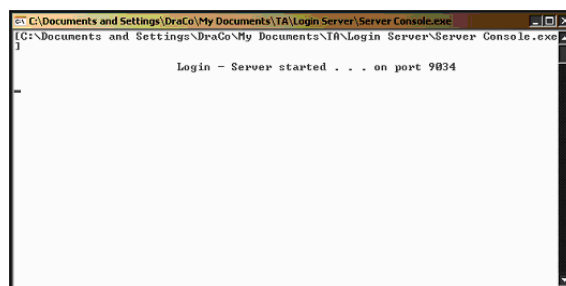 C:\Documents and Settings\DraCo\My Documents\TA\Login Server\Server Console.exe
[C:\Documents and Settings\DraCo\My Documents\TA\Login Server\Server Console.exe
]
Login - Server started . . . on port 9034